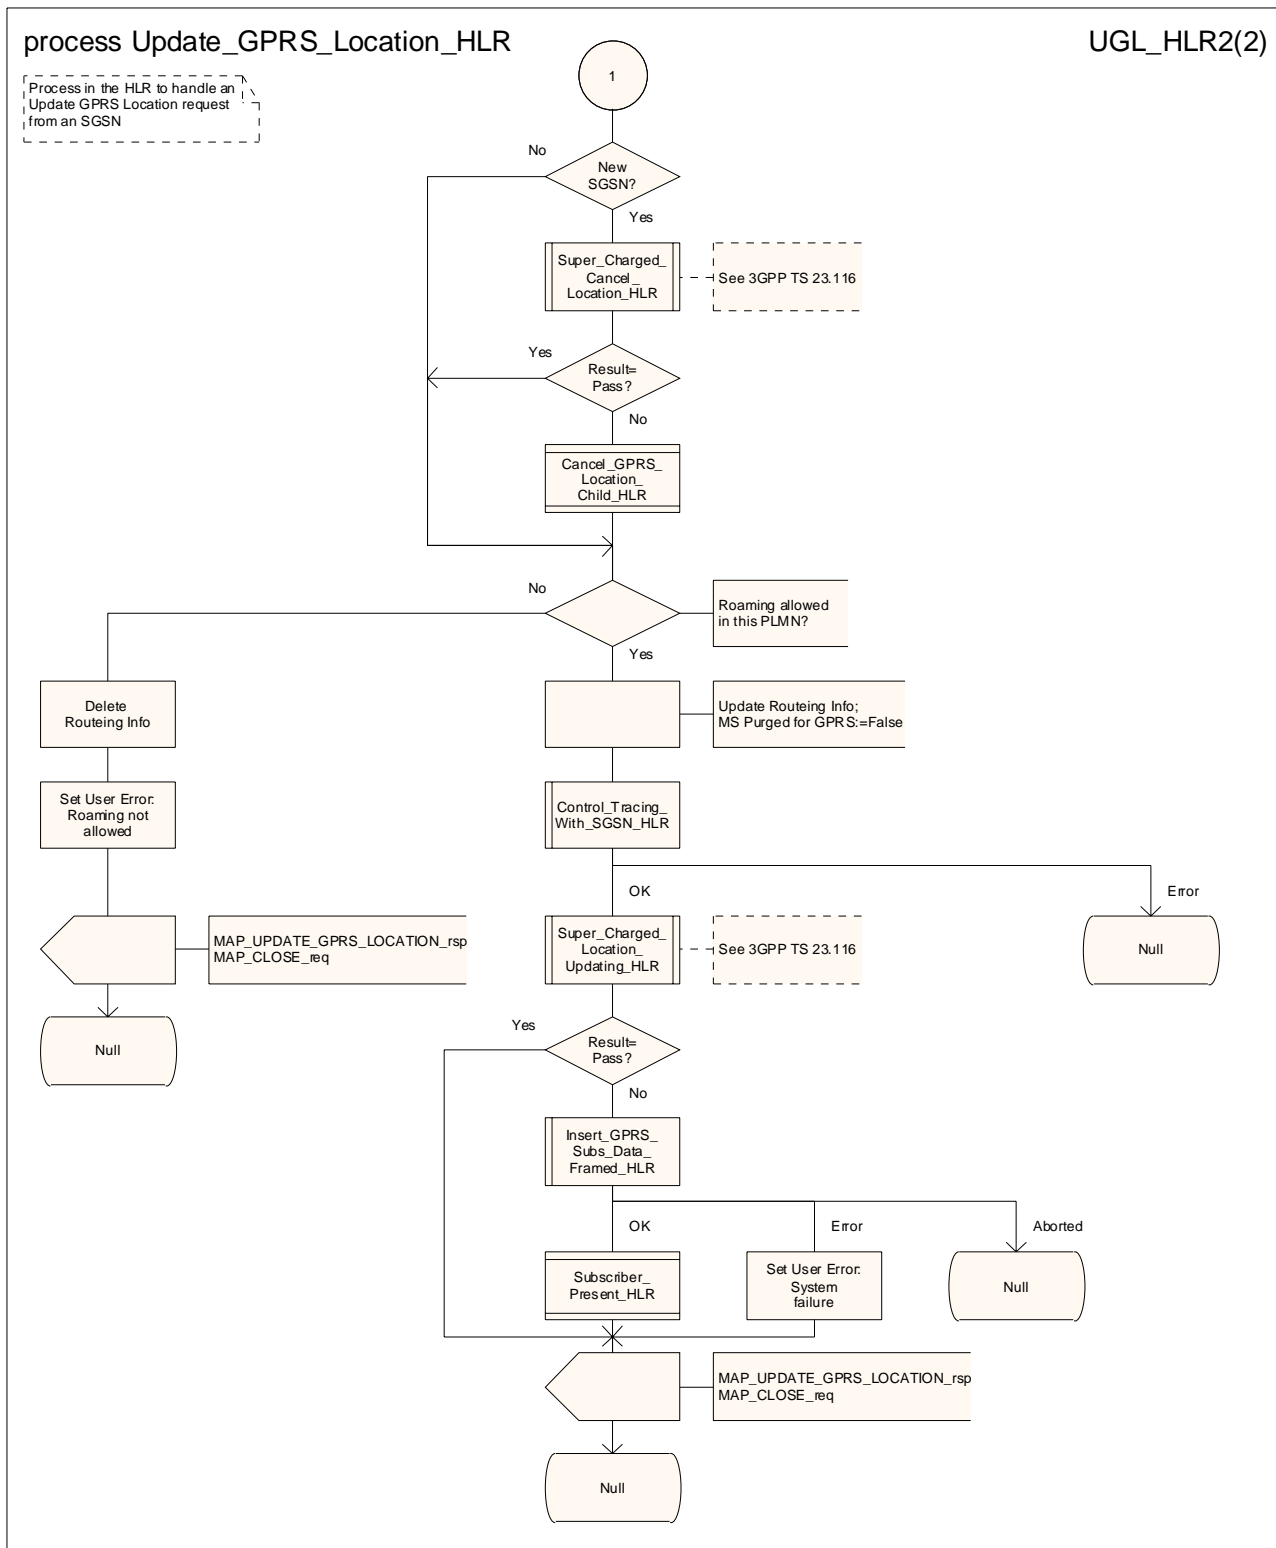 process Update_GPRS_Location_HLR
UGL_HLR2(2)
Process in the HLR to handle an
Update GPRS Location request
from an SGSN
1
No
New
SGSN?
Yes
Super_Charged_
Cancel_
Location_HLR
See 3GPP TS 23.116
Yes
Result=
Pass?
No
Cancel_GPRS_
Location_
Child_HLR
No
Roaming allowed
in this PLMN?
Yes
Delete
Routeing Info
Update Routeing Info;
MS Purged for GPRS:=False
Set User Error:
Roaming not
allowed
Control_Tracing_
With_SGSN_HLR
OK
Error
MAP_UPDATE_GPRS_LOCATION_rsp
MAP_CLOSE_req
Super_Charged_
Location_
Updating_HLR
See 3GPP TS 23.116
Null
Null
Yes
Result=
Pass?
No
Insert_GPRS_
Subs_Data_
Framed_HLR
OK
Error
Aborted
Subscriber_
Present_HLR
Set User Error:
System
failure
Null
MAP_UPDATE_GPRS_LOCATION_rsp
MAP_CLOSE_req
Null